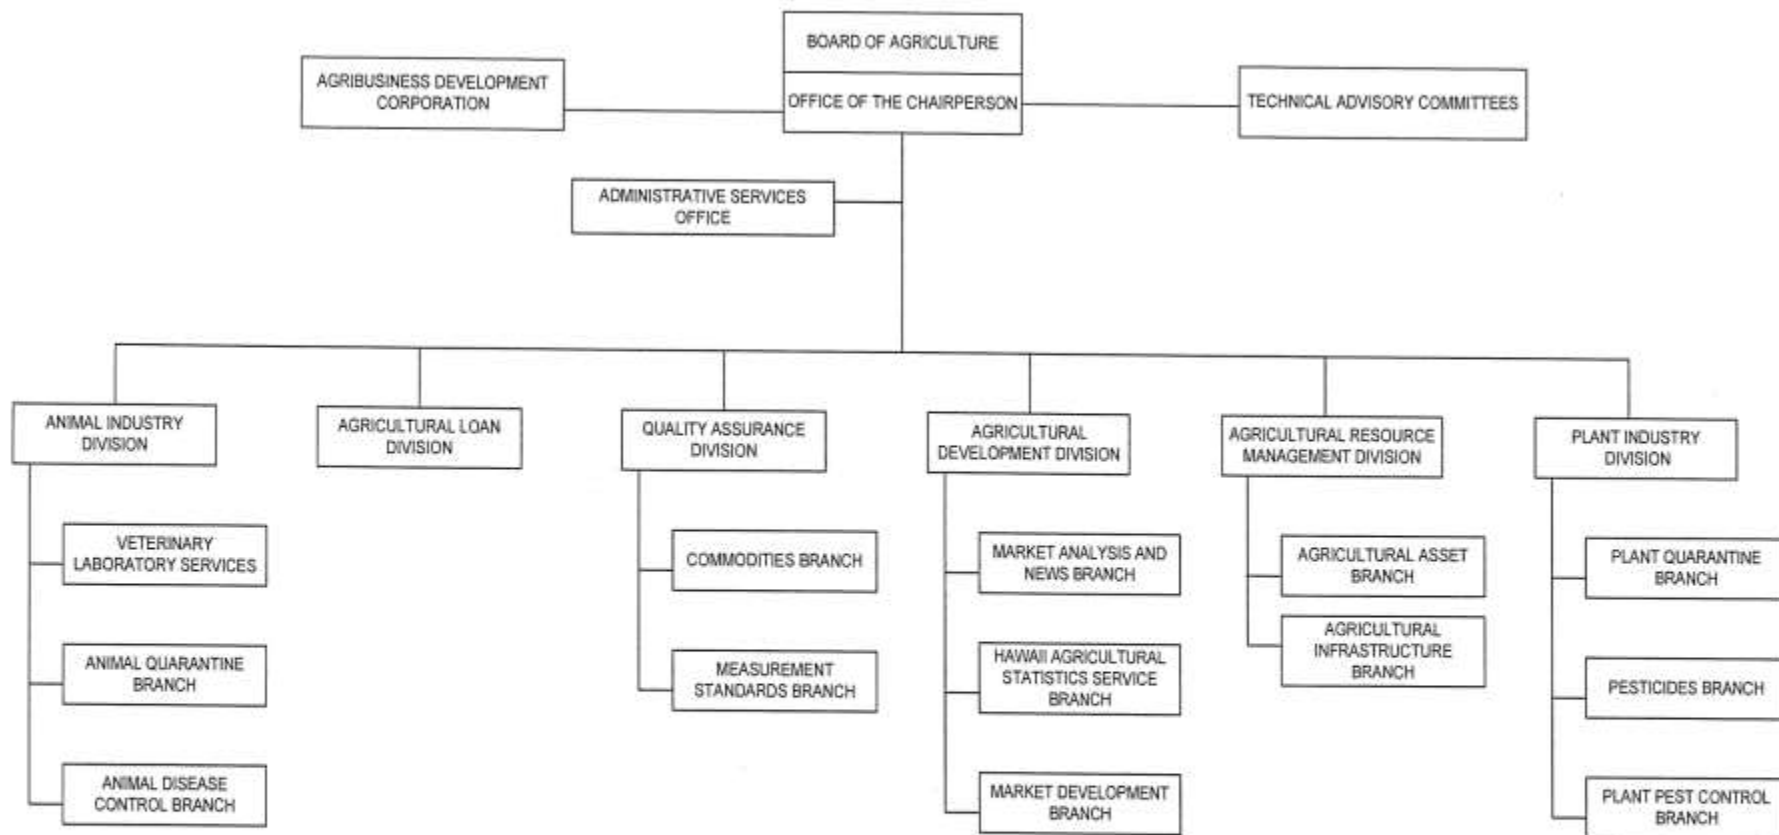 BOARD OF AGRICULTURE
OFFICE OF THE CHAIRPERSON
AGRIBUSINESS DEVELOPMENT
CORPORATION
TECHNICAL ADVISORY COMMITTEES
ADMINISTRATIVE SERVICES
OFFICE
ANIMAL INDUSTRY
DIVISION
AGRICULTURAL LOAN
DIVISION
QUALITY ASSURANCE
DIVISION
AGRICULTURAL
DEVELOPMENT DIVISION
AGRICULTURAL RESOURCE
MANAGEMENT DIVISION
PLANT INDUSTRY
DIVISION
VETERINARY
LABORATORY SERVICES
COMMODITIES BRANCH
MARKET ANALYSIS AND
NEWS BRANCH
AGRICULTURAL ASSET
BRANCH
PLANT QUARANTINE
BRANCH
ANIMAL QUARANTINE
BRANCH
MEASUREMENT
STANDARDS BRANCH
HAWAII AGRICULTURAL
STATISTICS SERVICE
BRANCH
AGRICULTURAL
INFRASTRUCTURE
BRANCH
PESTICIDES BRANCH
ANIMAL DISEASE
CONTROL BRANCH
MARKET DEVELOPMENT
BRANCH
PLANT PEST CONTROL
BRANCH